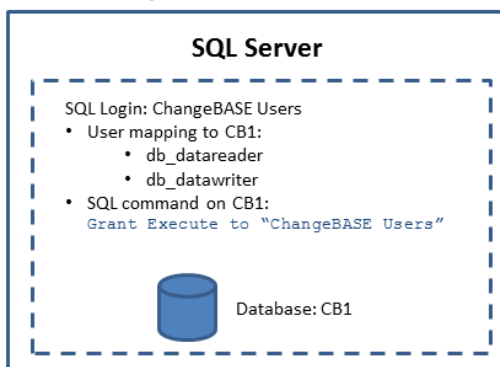 SQL Server
SQL Login: ChangeBASE Users
• User mapping to CB1:
• db_datareader
• db_datawriter
• SQL command on CB1:
Grant Execute to “ChangeBASE Users”
Database: CB1